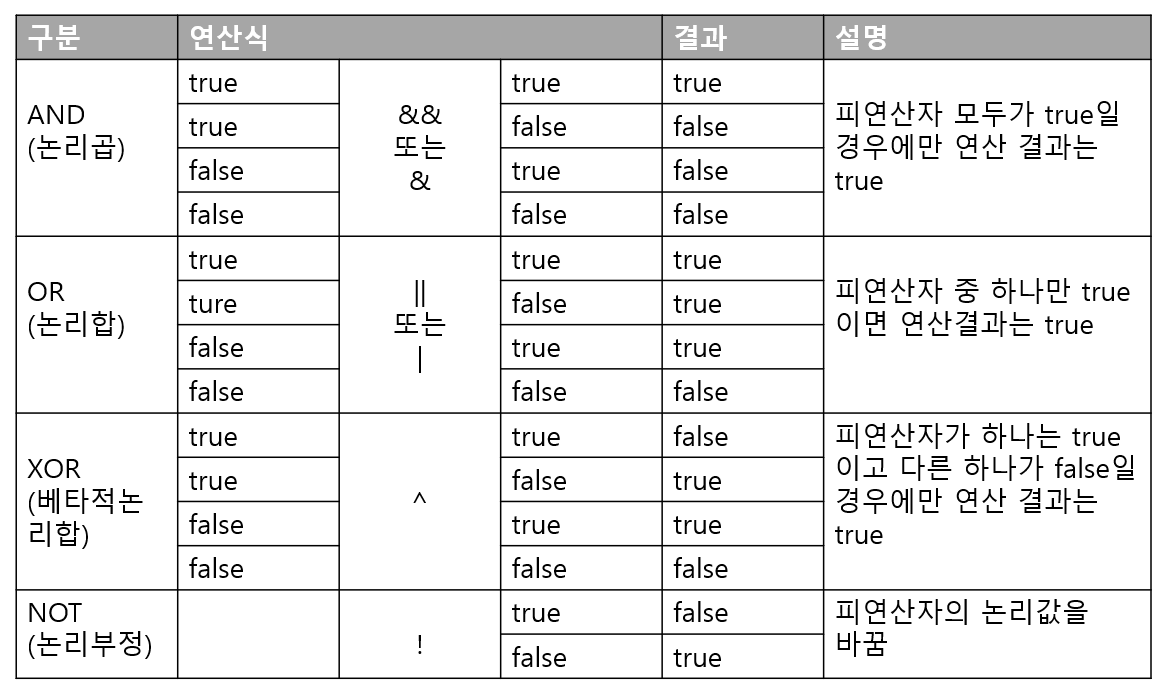 구분 연산식 결과 설명
AND
(논리곱)
true
true
false
false
&&
또는
&
true
false
true
false
true
false
false
false
피연산자 모두가 true일
경우에만 연산 결과는
true
OR
(논리합)
true
ture
false
false
||
또는
|
true
false
true
false
true
true
true
false
피연산자 중 하나만 true
이면 연산결과는 true
XOR
(베타적논
리합)
true
true
false
false
^
true
false
true
false
false
true
true
false
피연산자가 하나는 true
이고 다른 하나가 false일
경우에만 연산 결과는
true
NOT
(논리부정)
!
true
false
false
true
피연산자의 논리값을
바꿈